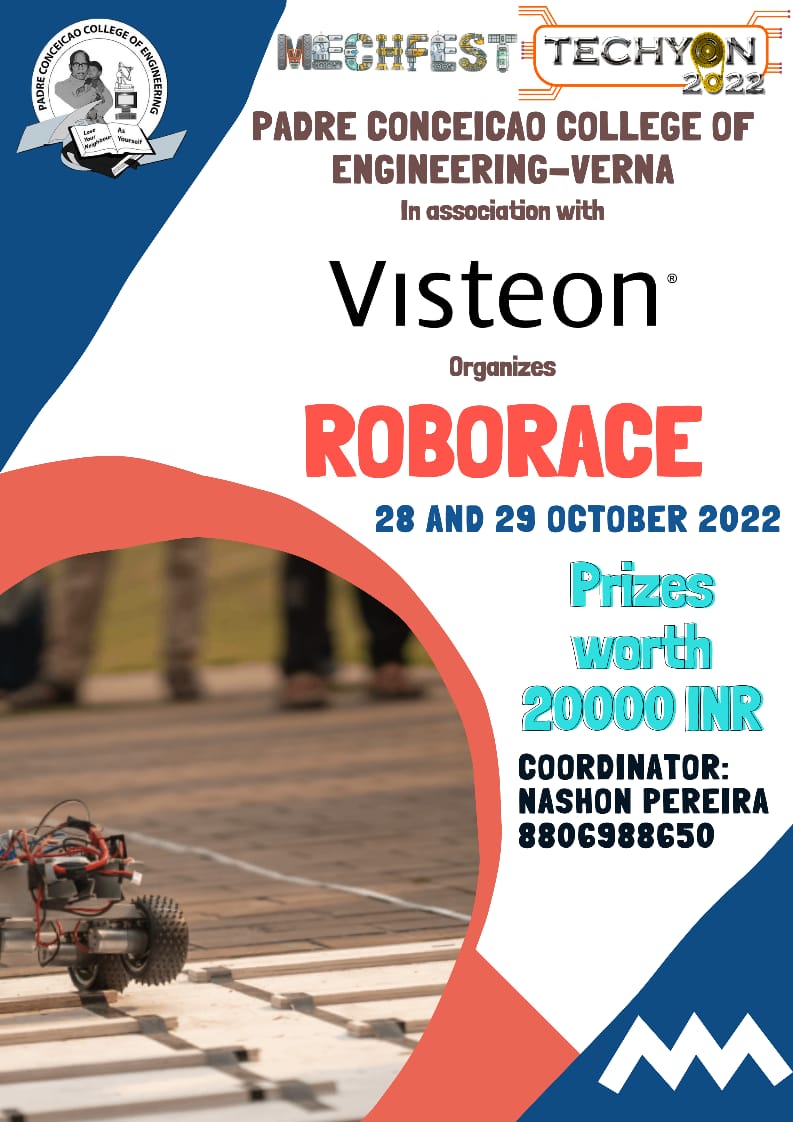 PADRE CONCEICAO COLLEGE OF ENGINEERING
Love Your Neighbour As Yourself
MECHFEST
TECHYON
2022
PADRE CONCEICAO COLLEGE OF
ENGINEERING-VERNA
In association with
Visteon®
Organizes
ROBORACE
28 AND 29 OCTOBER 2022
Prizes
worth
20000 INR
COORDINATOR:
NASHON PEREIRA
8806988650